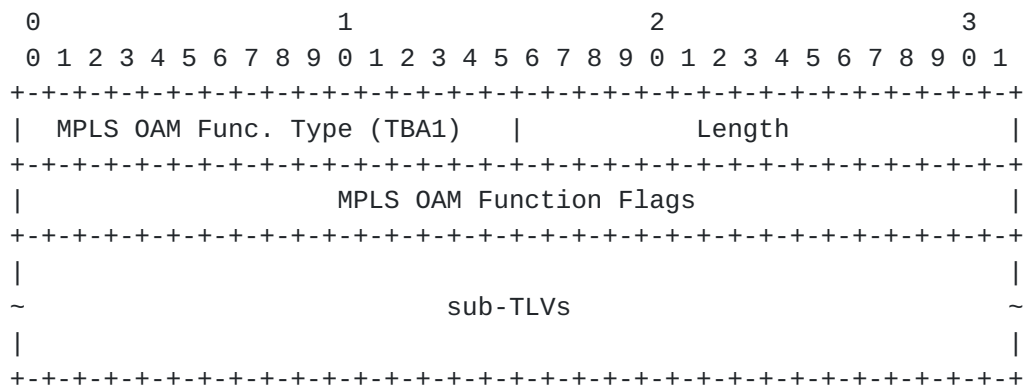 0                   1                   2                   3
 0 1 2 3 4 5 6 7 8 9 0 1 2 3 4 5 6 7 8 9 0 1 2 3 4 5 6 7 8 9 0 1
+-+-+-+-+-+-+-+-+-+-+-+-+-+-+-+-+-+-+-+-+-+-+-+-+-+-+-+-+-+-+-+-+
|  MPLS OAM Func. Type (TBA1)   |           Length              |
+-+-+-+-+-+-+-+-+-+-+-+-+-+-+-+-+-+-+-+-+-+-+-+-+-+-+-+-+-+-+-+-+
|                    MPLS OAM Function Flags                    |
+-+-+-+-+-+-+-+-+-+-+-+-+-+-+-+-+-+-+-+-+-+-+-+-+-+-+-+-+-+-+-+-+
|                                                               |
~                           sub-TLVs                            ~
|                                                               |
+-+-+-+-+-+-+-+-+-+-+-+-+-+-+-+-+-+-+-+-+-+-+-+-+-+-+-+-+-+-+-+-+